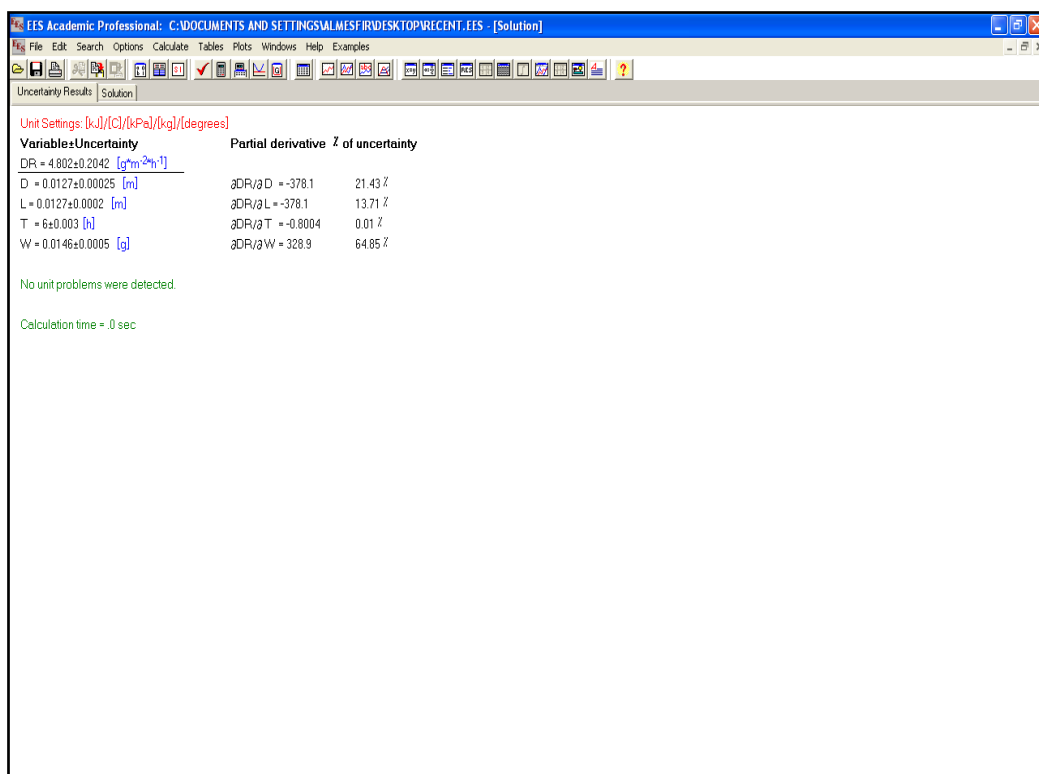 EES Academic Professional: C:\DOCUMENTS AND SETTINGS\ALMESFIR\DESKTOP\RECENT.EES - [Solution]
File Edit Search Options Calculate Tables Plots Windows Help Examples
Uncertainty Results Solution
Unit Settings: [kJ]/[C]/[kPa]/[kg]/[degrees]
Variable±Uncertainty Partial derivative % of uncertainty
DR = 4.802±0.2042 [g*m-2*h-1]
D = 0.0127±0.00025 [m] ∂DR/∂D = -378.1 21.43 %
L = 0.0127±0.0002 [m] ∂DR/∂L = -378.1 13.71 %
T = 6±0.003 [h] ∂DR/∂T = -0.8004 0.01 %
W = 0.0146±0.0005 [g] ∂DR/∂W = 328.9 64.85 %
No unit problems were detected.
Calculation time = .0 sec